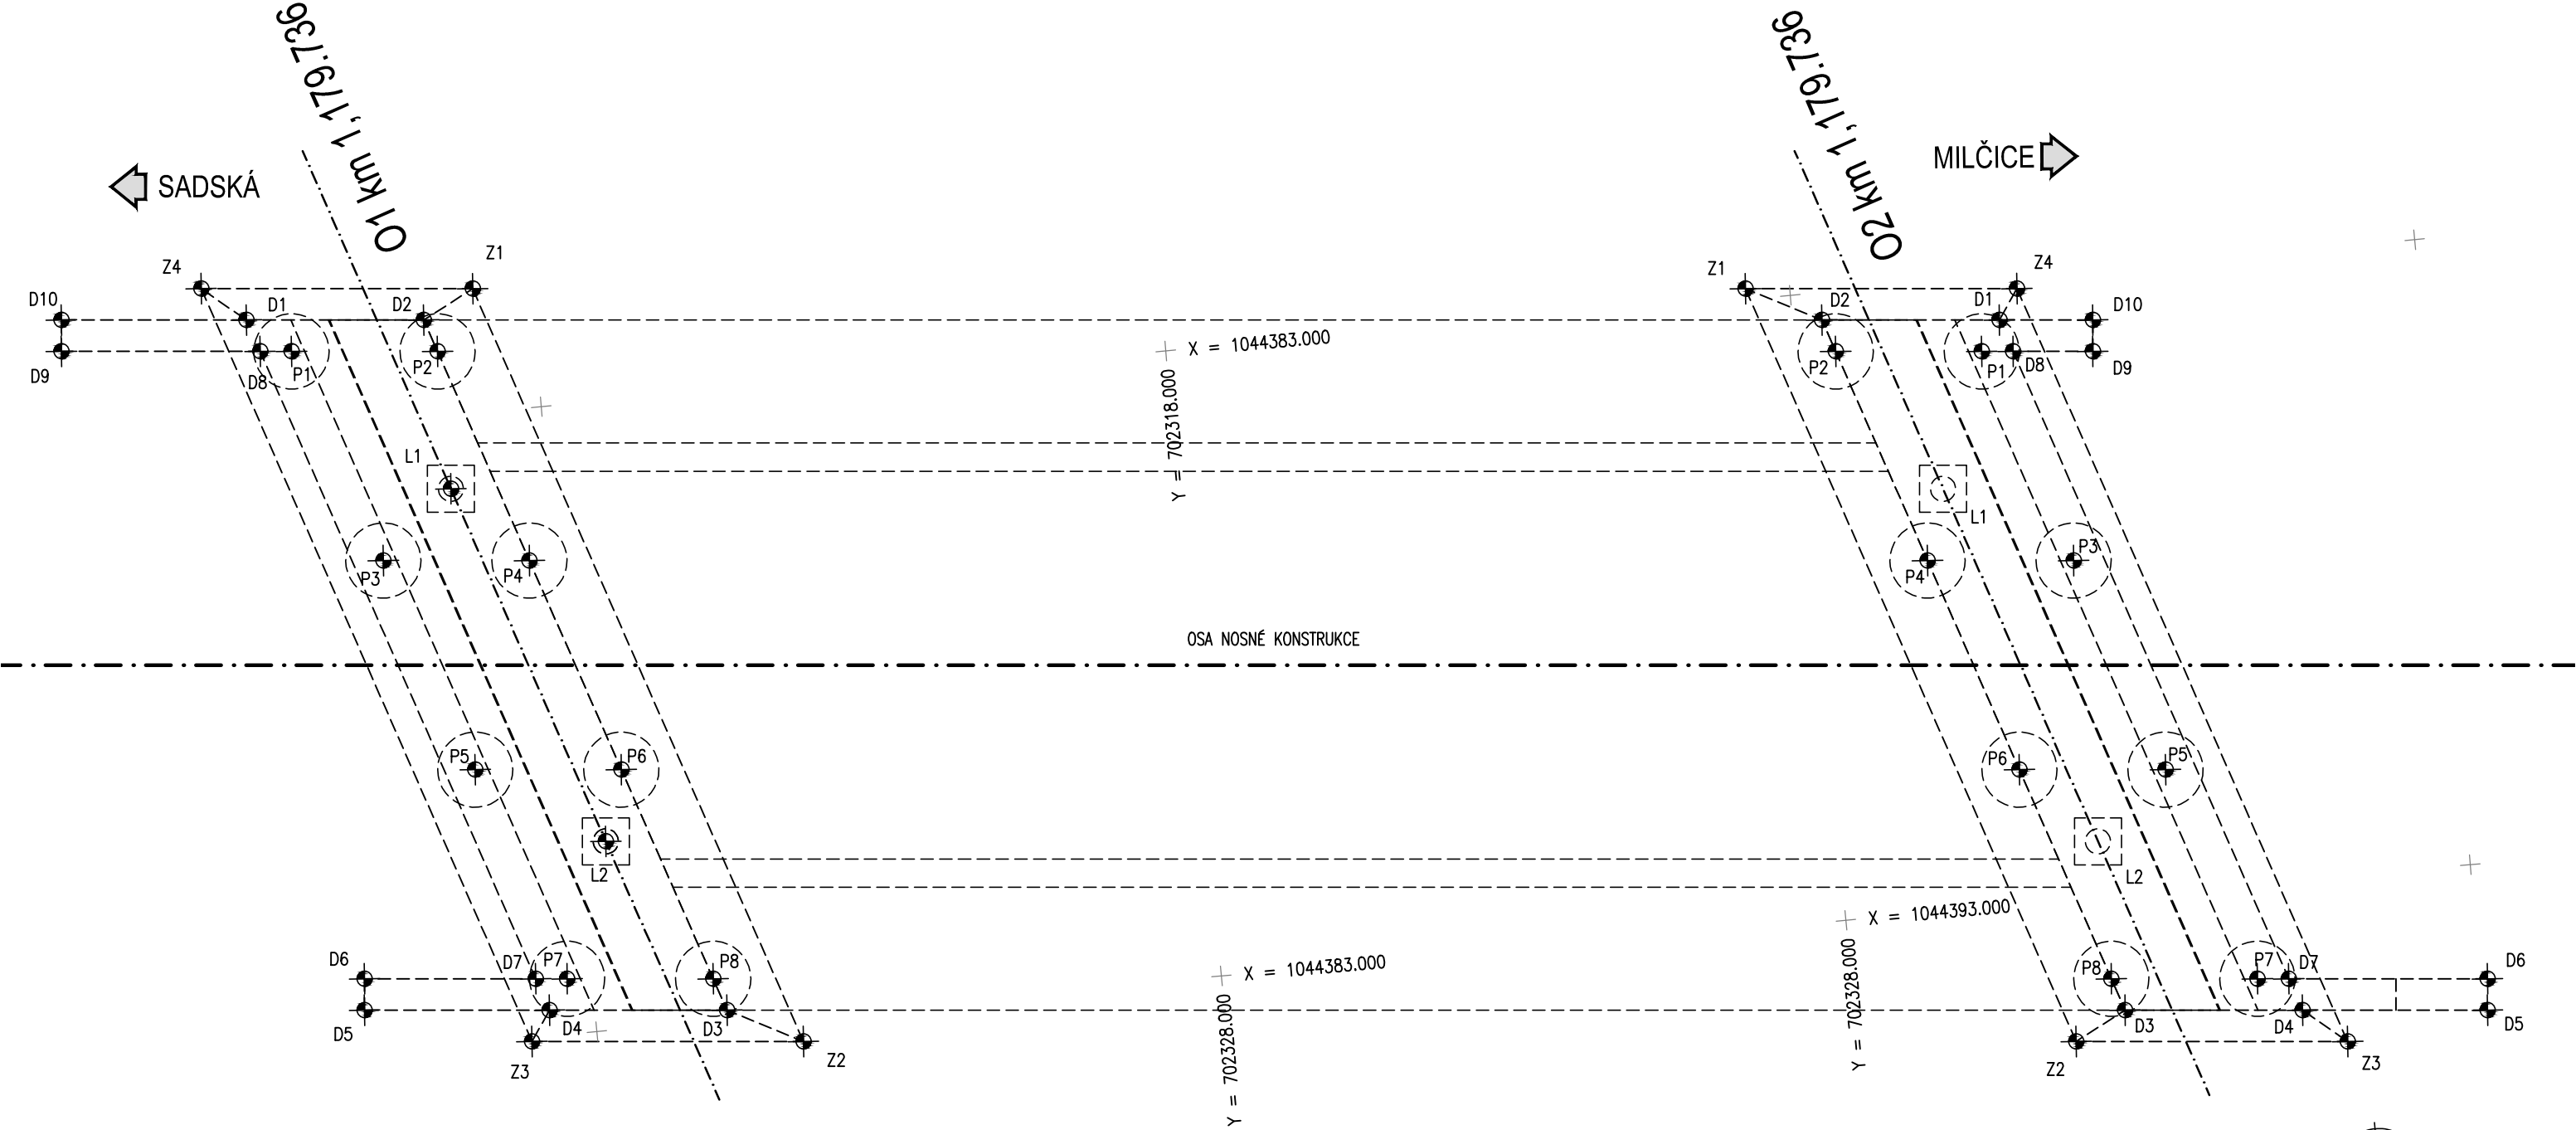 O1 km 1,179.736
O2 km 1,179.736
SADSKÁ
MILČICE
Z4
Z1
Z1
Z4
D10
D1
D2
D2
D1
D10
D9
D8
P1
P2
P2
P1
D8
D9
X = 1044383.000
Y = 702318.000
L1
L1
P3
P4
P4
P3
OSA NOSNÉ KONSTRUKCE
P5
P6
P6
P5
L2
L2
X = 1044393.000
Y = 702328.000
D6
D7
P7
P8
P8
P7
D7
D6
X = 1044383.000
Y = 702328.000
D5
D4
D3
D3
D4
D5
Z3
Z2
Z2
Z3